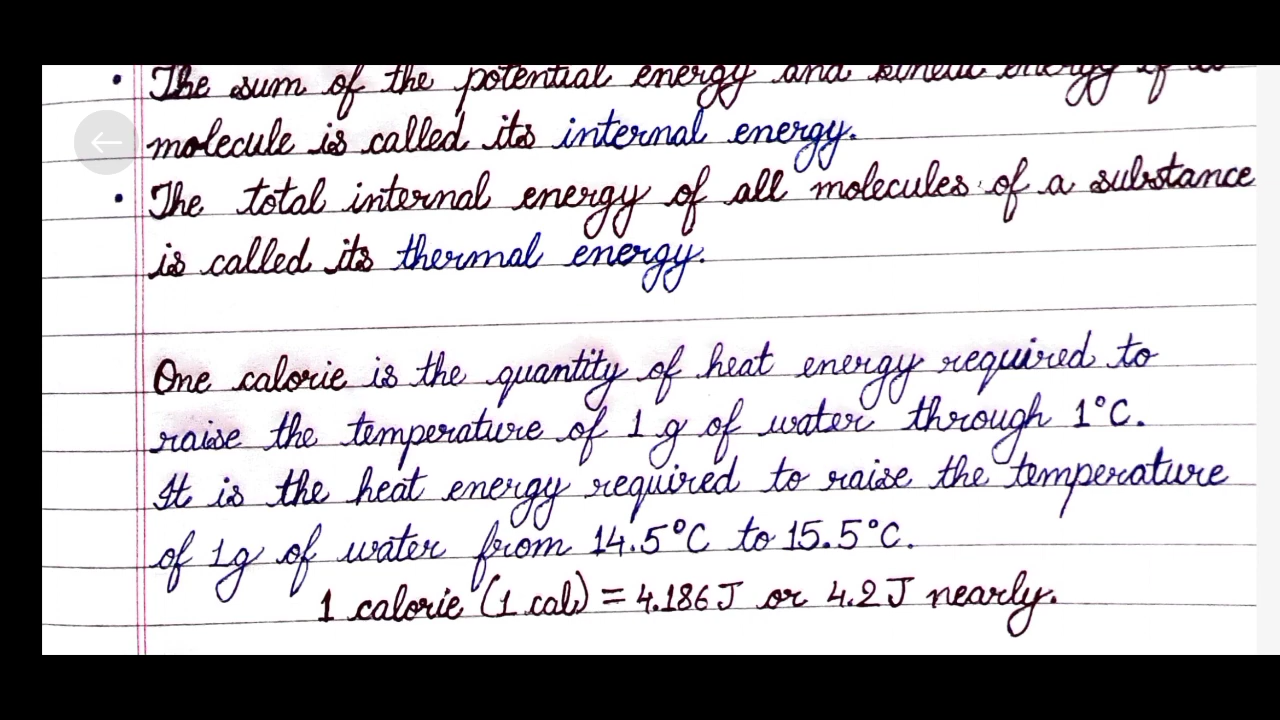 • The sum of the potential energy and kinetic energy of a
molecule is called its internal energy.
• The total internal energy of all molecules of a substance
is called its thermal energy.
One calorie is the quantity of heat energy required to
raise the temperature of 1 g of water through 1°C.
It is the heat energy required to raise the temperature
of 1g of water from 14.5°C to 15.5°C.
1 calorie (1 cal) = 4.186 J or 4.2 J nearly.